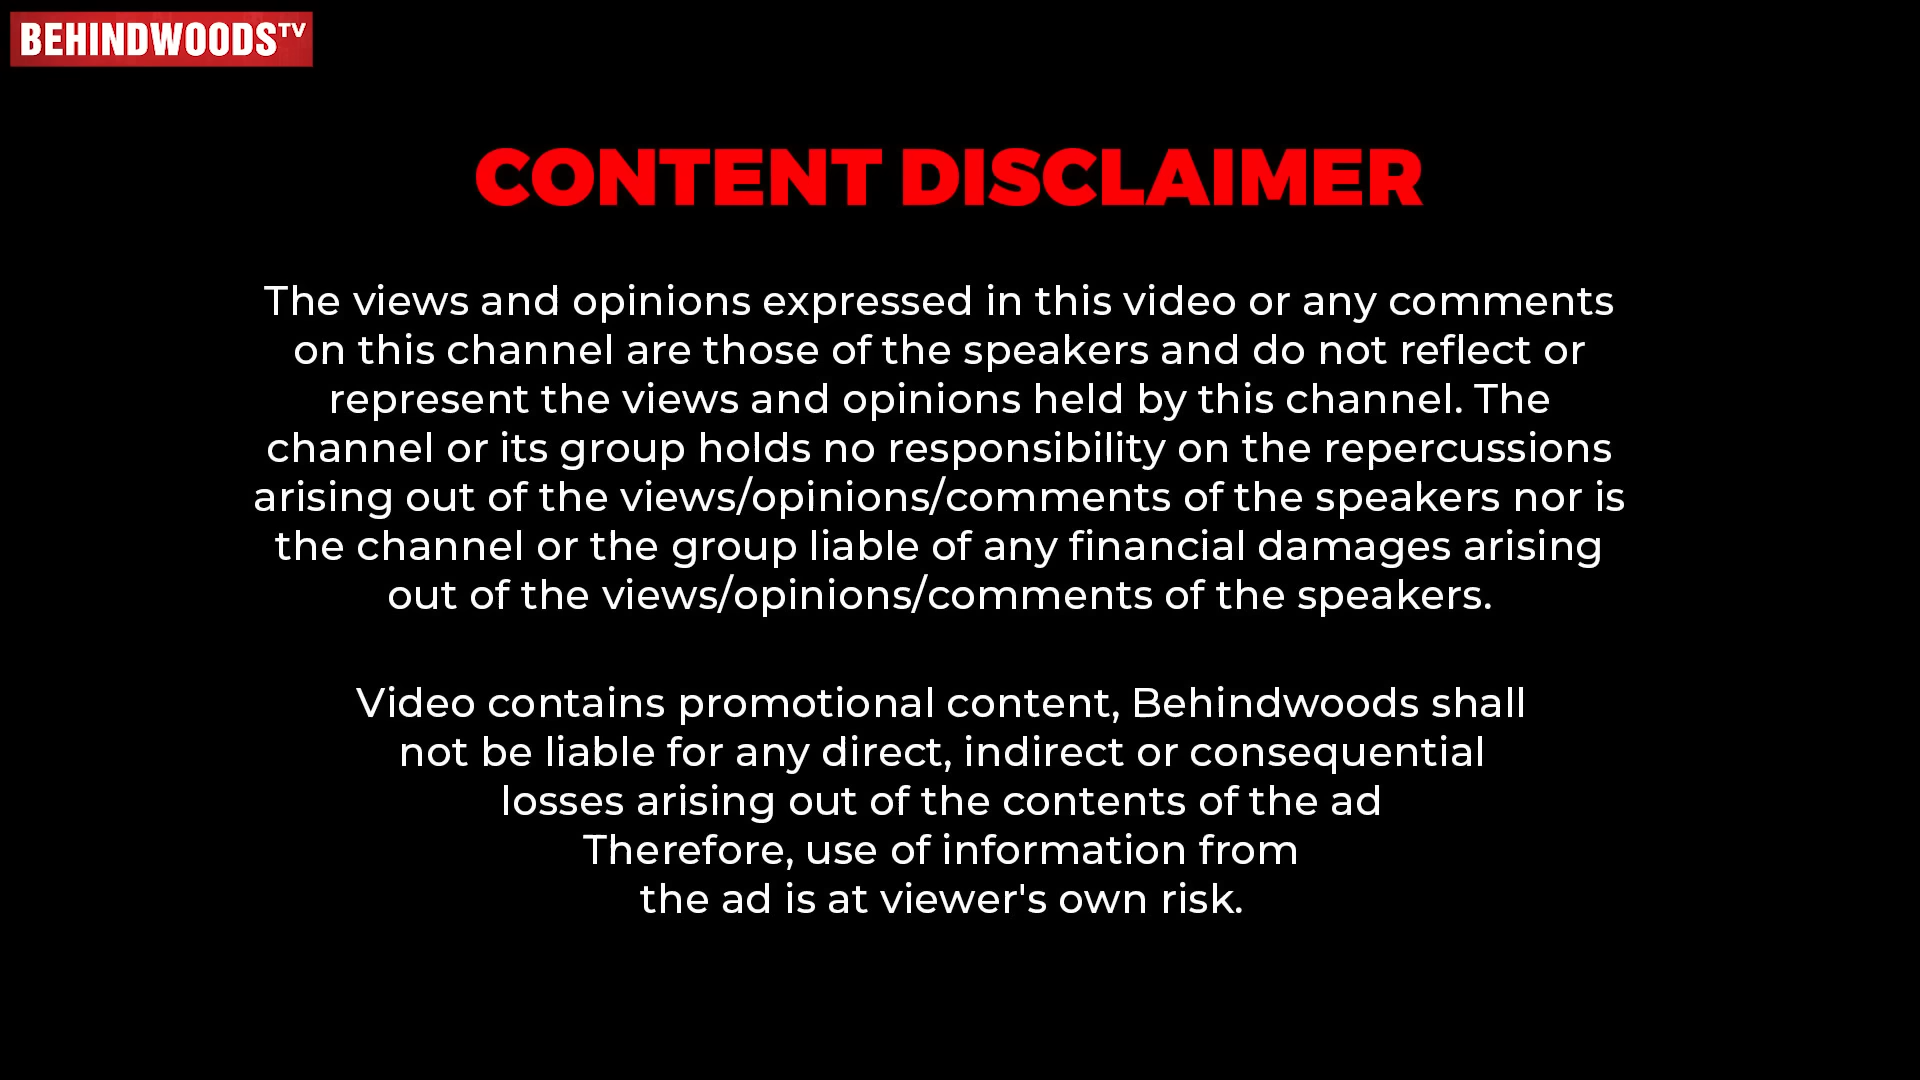 BEHINDWOODSTV
CONTENT DISCLAIMER
The views and opinions expressed in this video or any comments
on this channel are those of the speakers and do not reflect or
represent the views and opinions held by this channel. The
channel or its group holds no responsibility on the repercussions
arising out of the views/opinions/comments of the speakers nor is
the channel or the group liable of any financial damages arising
out of the views/opinions/comments of the speakers.
Video contains promotional content, Behindwoods shall
not be liable for any direct, indirect or consequential
losses arising out of the contents of the ad
Therefore, use of information from
the ad is at viewer's own risk.